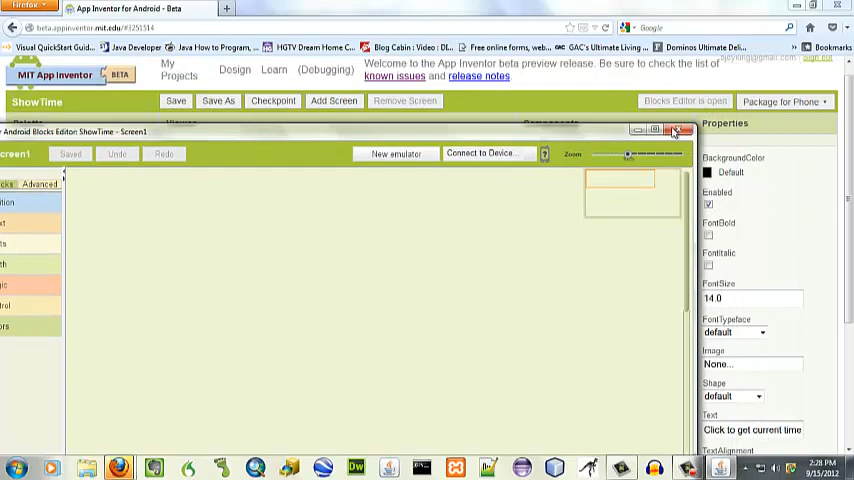 Firefox
App Inventor for Android - Beta
beta.appinventor.mit.edu/#3251514
Google
Visual QuickStart Guid...
Java Developer
Java How to Program, ...
HGTV Dream Home C...
Blog Cabin : Video : DI...
Free online forms, web...
GAC's Ultimate Living ...
Dominos Ultimate Deli...
Bookmarks
Sign out
MIT App Inventor
BETA
My Projects
Design
Learn
(Debugging)
Welcome to the App Inventor beta preview release. Be sure to check the list of
known issues and release notes.
ShowTime
Save
Save As
Checkpoint
Add Screen
Remove Screen
Blocks Editor is open
Package for Phone
Properties
Android Blocks Editor: ShowTime - Screen1
Saved
Undo
Redo
New emulator
Connect to Device...
?
Zoom
Advanced
BackgroundColor
Default
Enabled
FontBold
FontItalic
FontSize
14.0
FontTypeface
default
Image
None...
Shape
default
Text
Click to get current time
TextAlignment
Dw
2:28 PM
9/15/2012